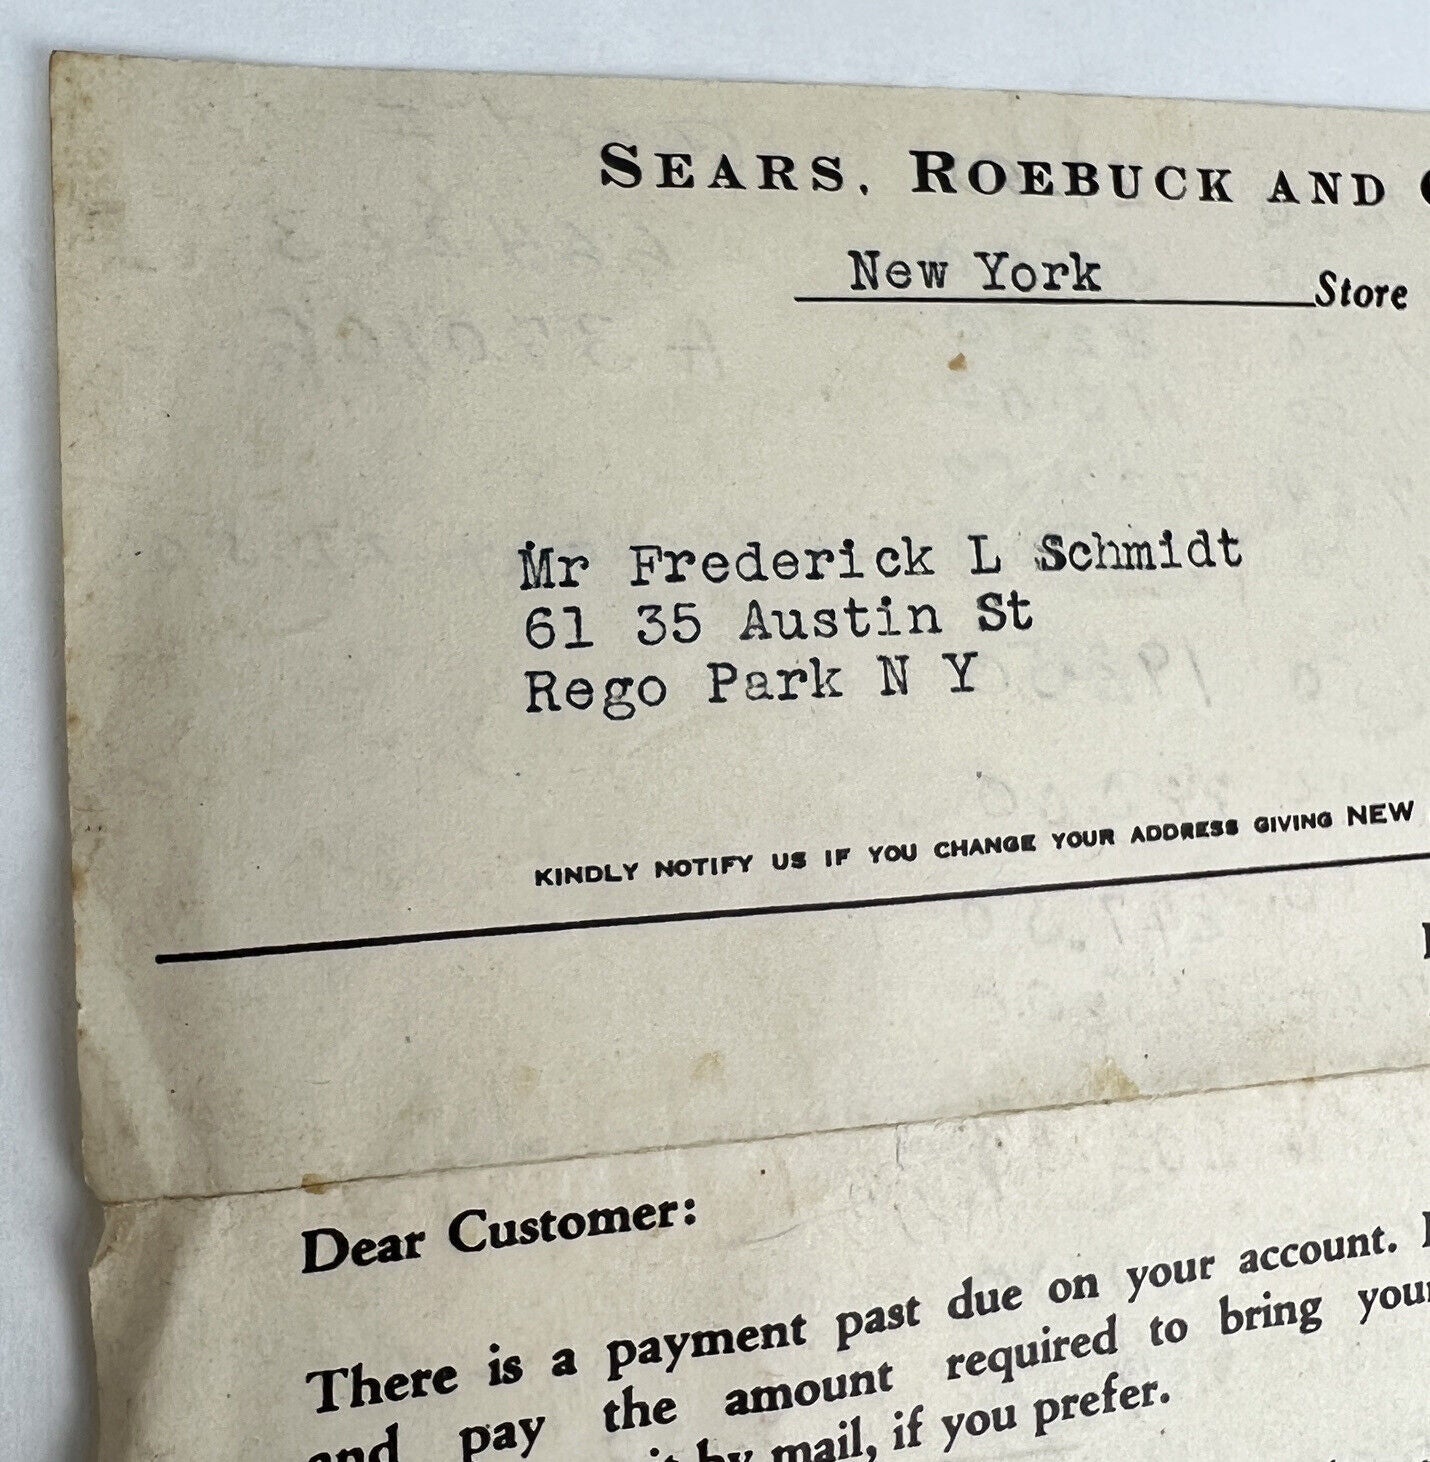 SEARS, ROEBUCK AND
New York Store
Mr Frederick L Schmidt
61 35 Austin St
Rego Park N Y
KINDLY NOTIFY US IF YOU CHANGE YOUR ADDRESS GIVING NEW
Dear Customer:
There is a payment past due on your account.
and pay the amount required to bring your
it by mail, if you prefer.